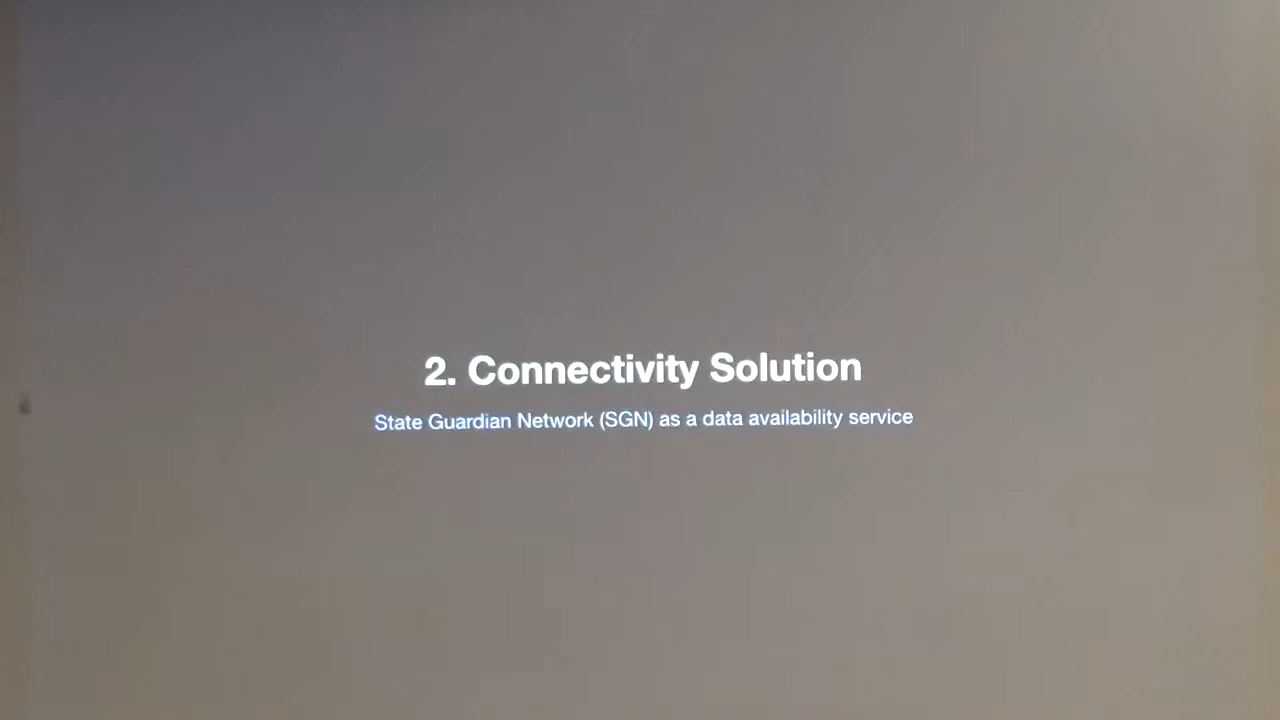 2. Connectivity Solution
State Guardian Network (SGN) as a data availability service